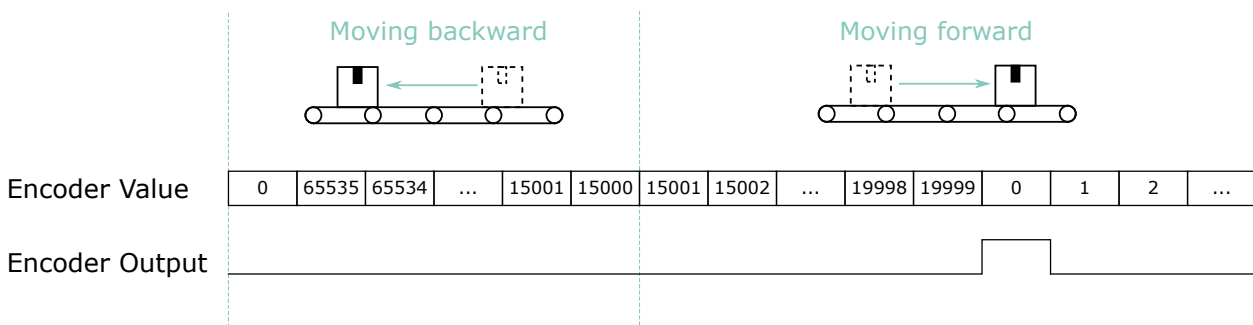 Moving backward Moving forward
Encoder Value 0 65535 65534 ... 15001 15000 15001 15002 ... 19998 19999 0 1 2 ...
Encoder Output